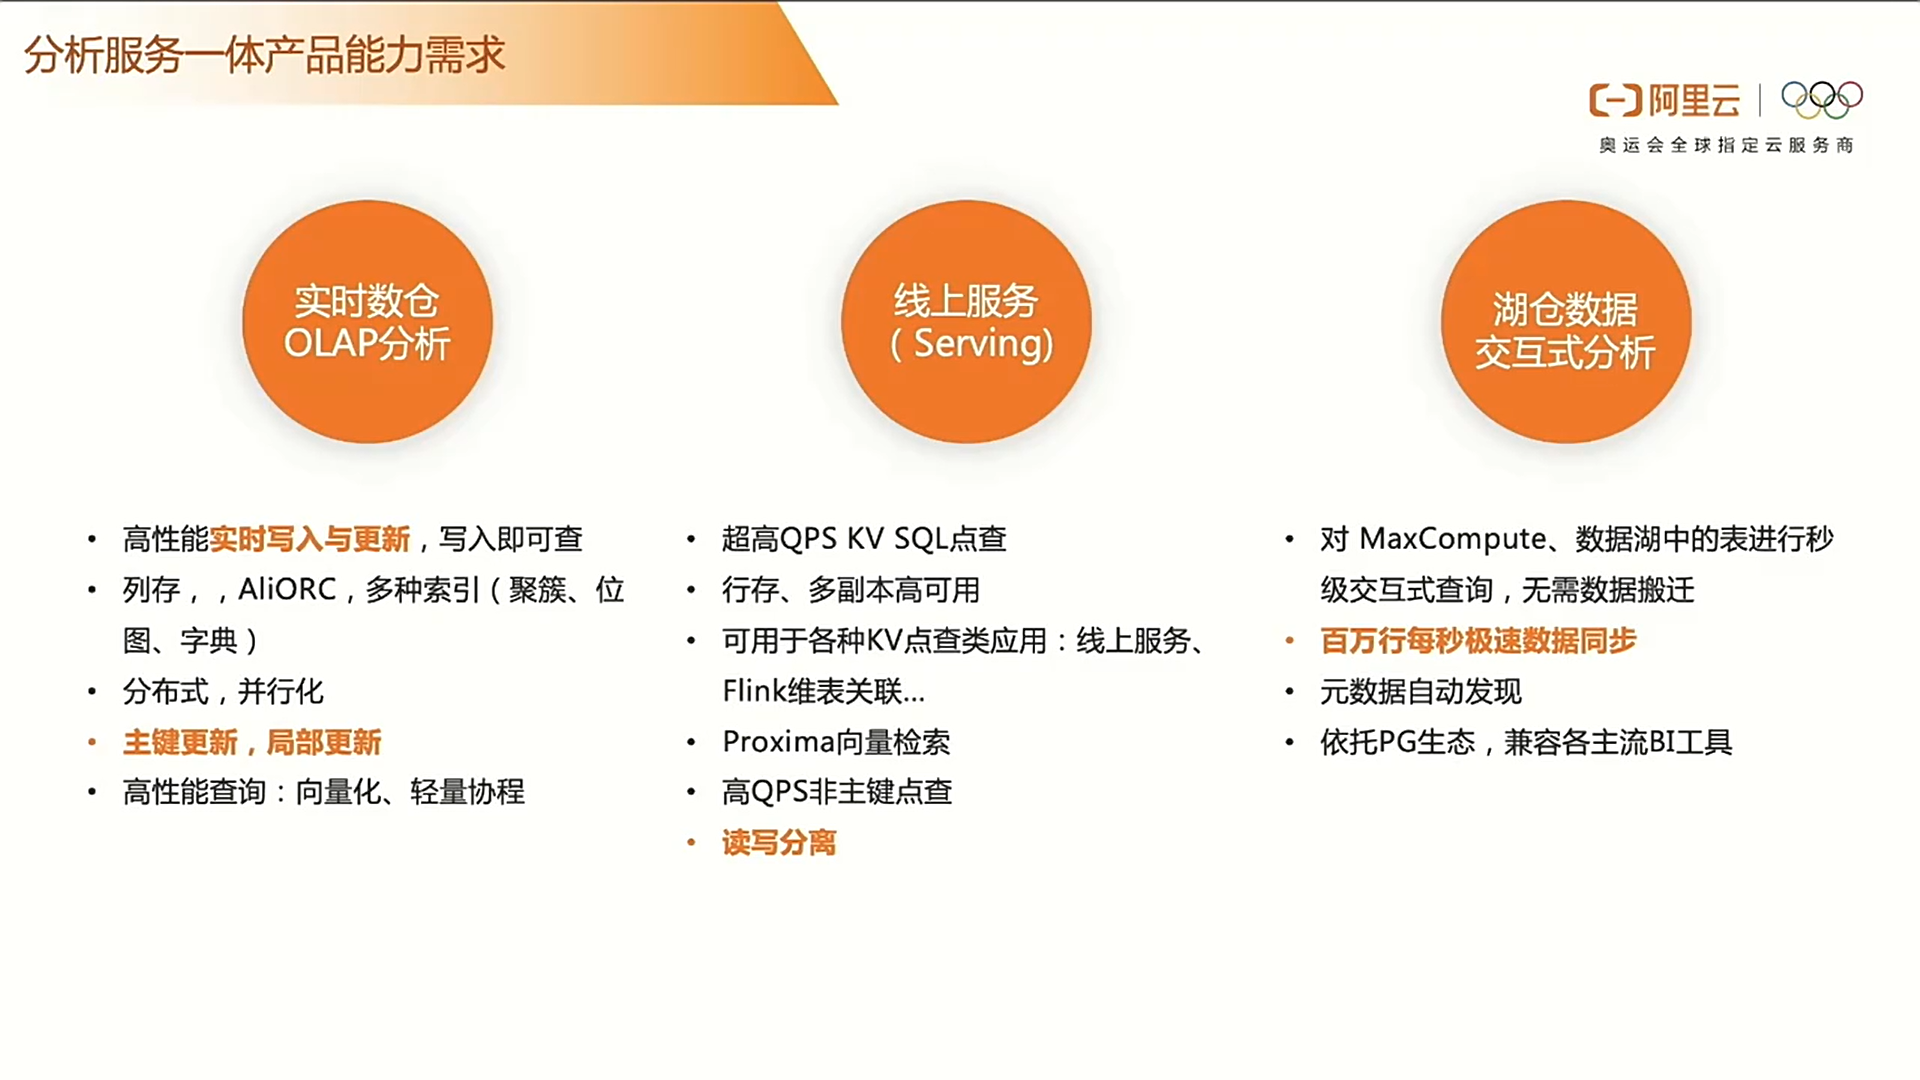 分析服务一体产品能力需求
阿里云
奥运会全球指定云服务商
实时数仓
OLAP分析
• 高性能实时写入与更新，写入即可查
• 列存，，AliORC，多种索引（聚簇、位
图、字典）
• 分布式，并行化
• 主键更新，局部更新
• 高性能查询：向量化、轻量协程
线上服务
（Serving)
• 超高QPS KV SQL点查
• 行存、多副本高可用
• 可用于各种KV点查类应用：线上服务、
Flink维表关联...
• Proxima向量检索
• 高QPS非主键点查
• 读写分离
湖仓数据
交互式分析
• 对 MaxCompute、数据湖中的表进行秒
级交互式查询，无需数据搬迁
• 百万行每秒极速数据同步
• 元数据自动发现
• 依托PG生态，兼容各主流BI工具